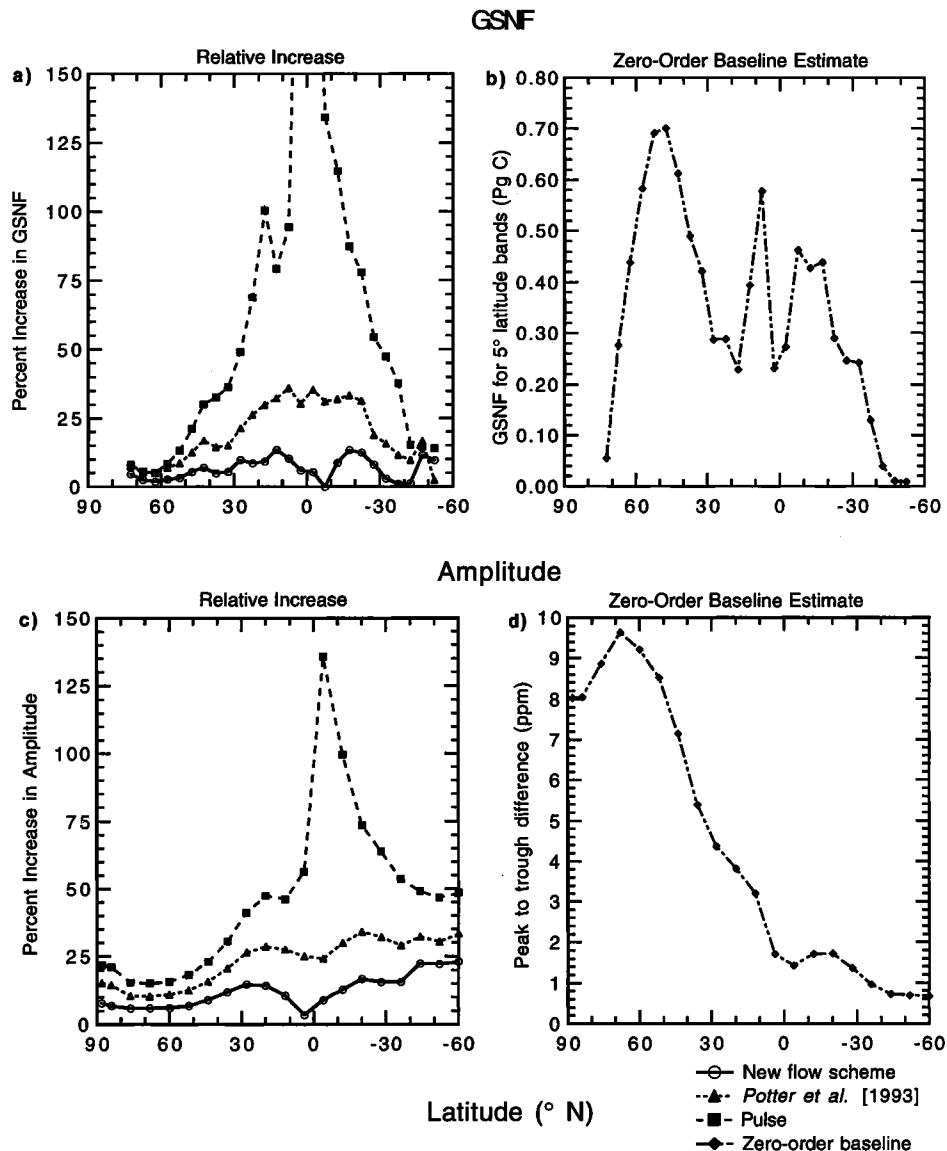 GSNF
Relative Increase
a)
150
125
100
75
50
25
0
Percent Increase in GSNF
90 60 30 0 -30 -60
Zero-Order Baseline Estimate
b)
0.80
0.70
0.60
0.50
0.40
0.30
0.20
0.10
0.00
GSNF for 5° latitude bands (Pg C)
90 60 30 0 -30 -60
Amplitude
Relative Increase
c)
150
125
100
75
50
25
0
Percent Increase in Amplitude
90 60 30 0 -30 -60
Zero-Order Baseline Estimate
d)
10
9
8
7
6
5
4
3
2
1
0
Peak to trough difference (ppm)
90 60 30 0 -30 -60
Latitude (° N)
New flow scheme
Potter et al. [1993]
Pulse
Zero-order baseline